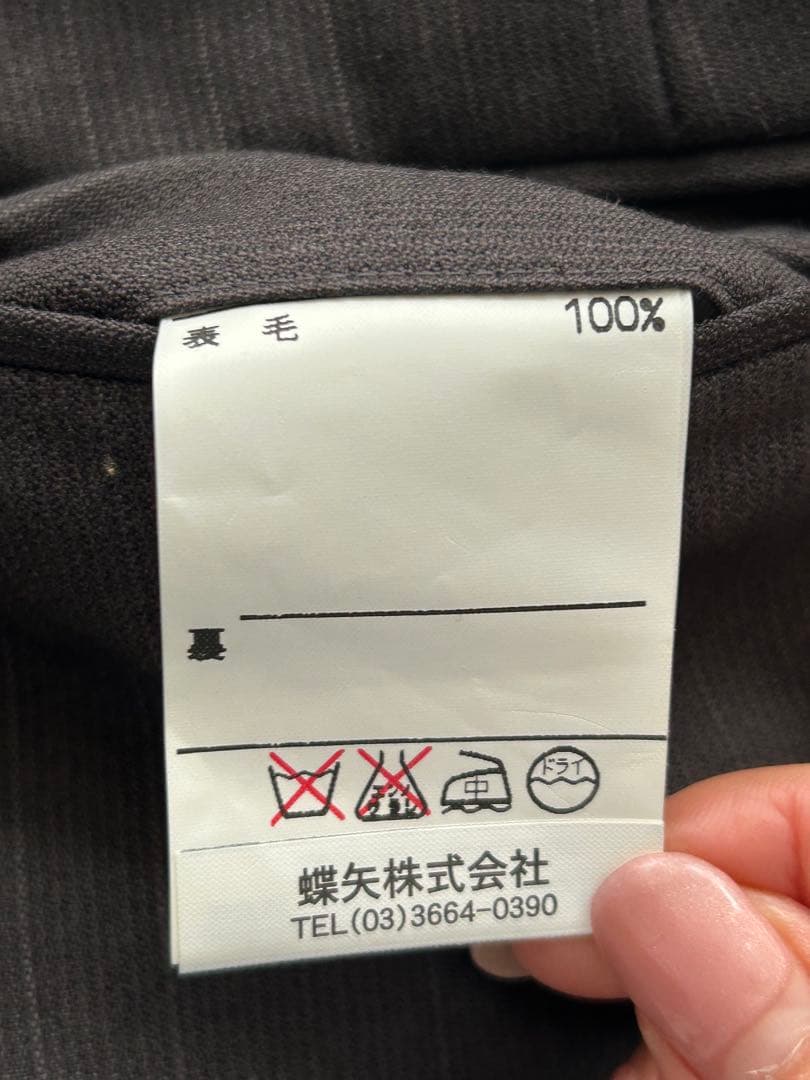 表 毛 100%
裏
中 ドライ
蝶矢株式会社
TEL(03)3664-0390